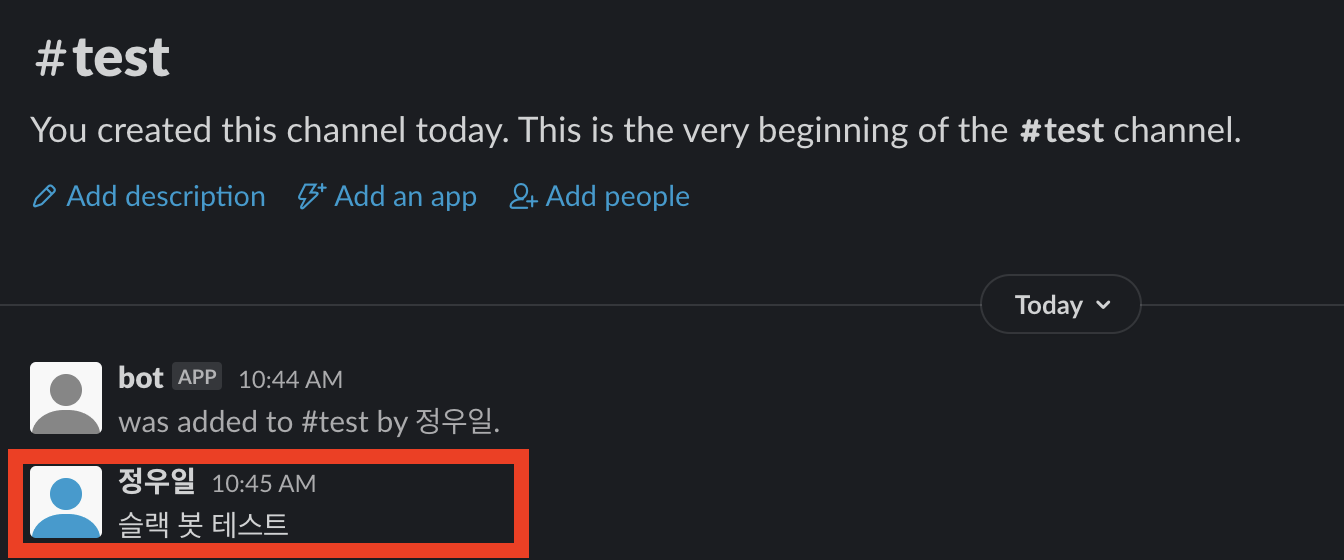 #test
You created this channel today. This is the very beginning of the #test channel.
Add description Add an app Add people
Today
bot APP 10:44 AM
was added to #test by 정우일.
정우일 10:45 AM
슬랙 봇 테스트